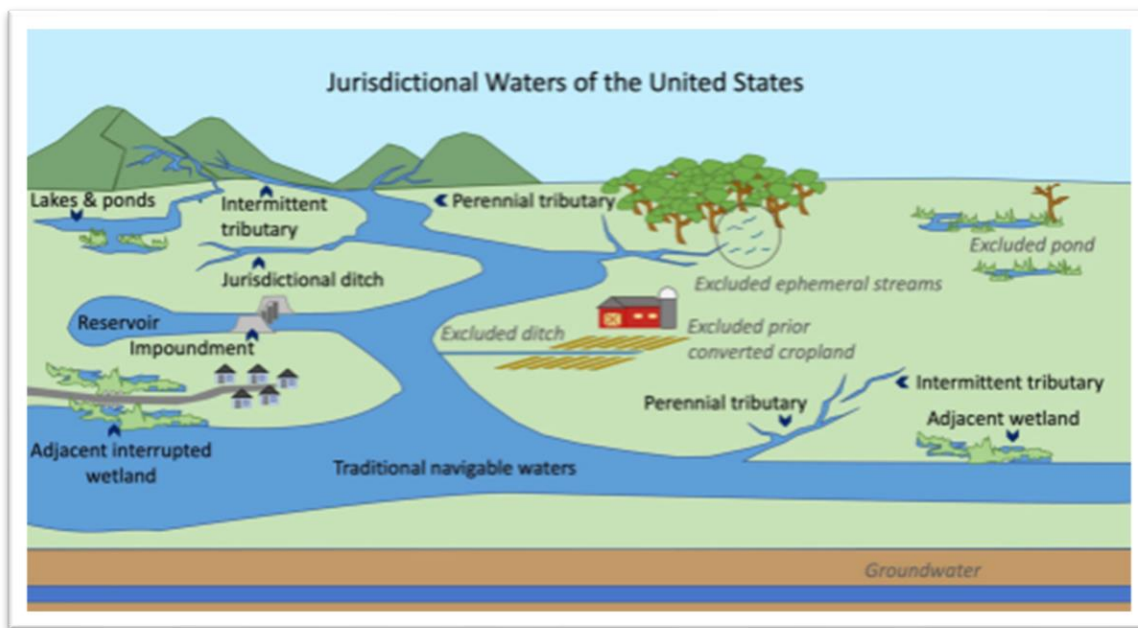 Jurisdictional Waters of the United States
Lakes & ponds
Intermittent
tributary
Perennial tributary
Excluded pond
Jurisdictional ditch
Excluded ephemeral streams
Reservoir
Impoundment
Excluded ditch
Excluded prior
converted cropland
Intermittent tributary
Perennial tributary
Adjacent wetland
Adjacent interrupted
wetland
Traditional navigable waters
Groundwater